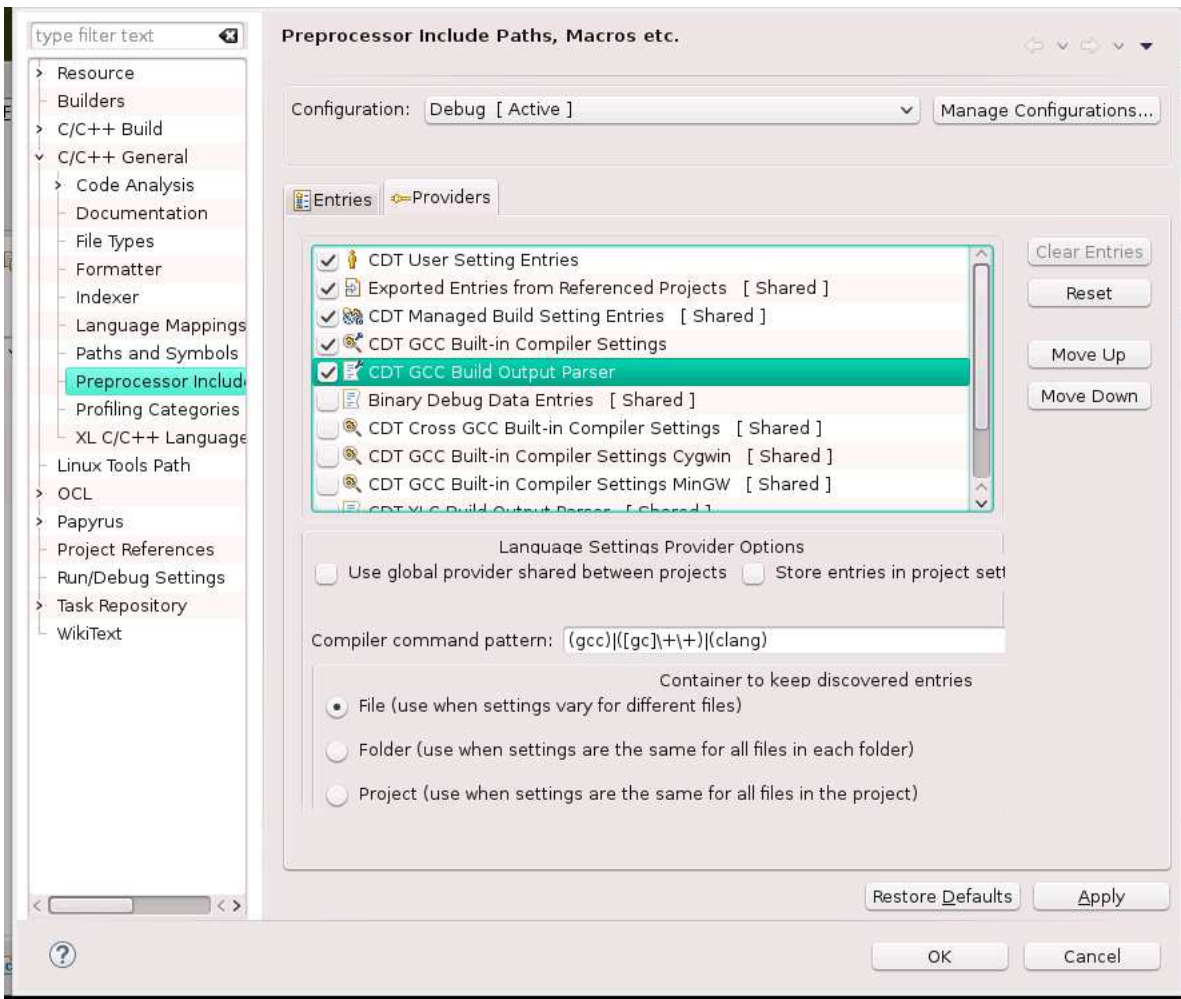 type filter text
Resource
Builders
C/C++ Build
C/C++ General
Code Analysis
Documentation
File Types
Formatter
Indexer
Language Mappings
Paths and Symbols
Preprocessor Includ
Profiling Categories
XL C/C++ Language
Linux Tools Path
OCL
Papyrus
Project References
Run/Debug Settings
Task Repository
WikiText
Preprocessor Include Paths, Macros etc.
Configuration: Debug [ Active ] Manage Configurations...
Entries Providers
CDT User Setting Entries
Exported Entries from Referenced Projects [ Shared ]
CDT Managed Build Setting Entries [ Shared ]
CDT GCC Built-in Compiler Settings
CDT GCC Build Output Parser
Binary Debug Data Entries [ Shared ]
CDT Cross GCC Built-in Compiler Settings [ Shared ]
CDT GCC Built-in Compiler Settings Cygwin [ Shared ]
CDT GCC Built-in Compiler Settings MinGW [ Shared ]
CDT XLC Build Output Parser [ Shared ]
Clear Entries
Reset
Move Up
Move Down
Language Settings Provider Options
Use global provider shared between projects Store entries in project sett
Compiler command pattern: (gcc)|([gc]\+\+)|(clang)
Container to keep discovered entries
File (use when settings vary for different files)
Folder (use when settings are the same for all files in each folder)
Project (use when settings are the same for all files in the project)
Restore Defaults Apply
OK Cancel